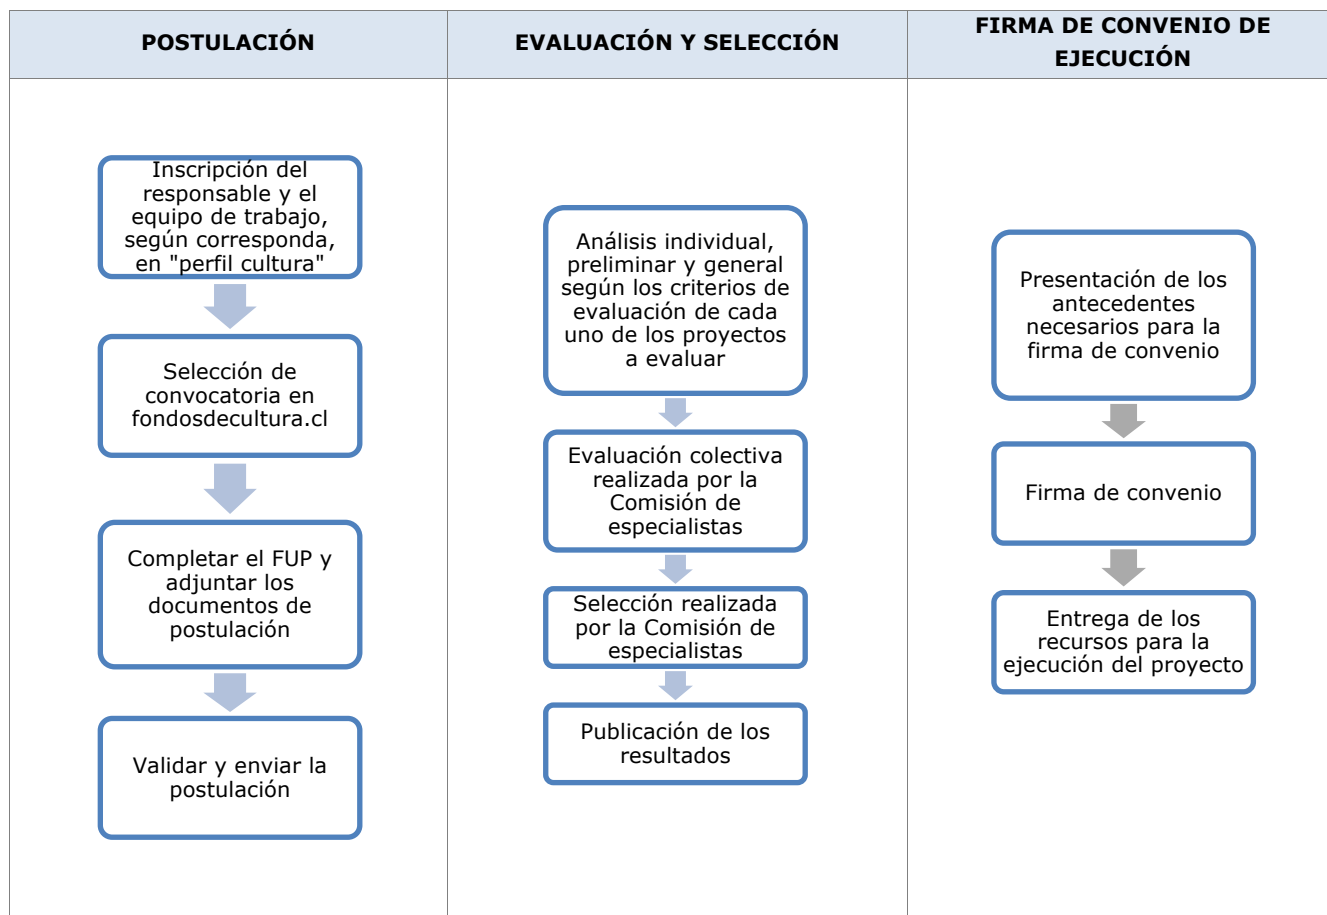 POSTULACIÓN
Inscripción del
responsable y el
equipo de trabajo,
según corresponda,
en "perfil cultura"
Selección de
convocatoria en
fondosdecultura.cl
Completar el FUP y
adjuntar los
documentos de
postulación
Validar y enviar la
postulación
EVALUACIÓN Y SELECCIÓN
Análisis individual,
preliminar y general
según los criterios de
evaluación de cada
uno de los proyectos
a evaluar
Evaluación colectiva
realizada por la
Comisión de
especialistas
Selección realizada
por la Comisión de
especialistas
Publicación de los
resultados
FIRMA DE CONVENIO DE
EJECUCIÓN
Presentación de los
antecedentes
necesarios para la
firma de convenio
Firma de convenio
Entrega de los
recursos para la
ejecución del proyecto